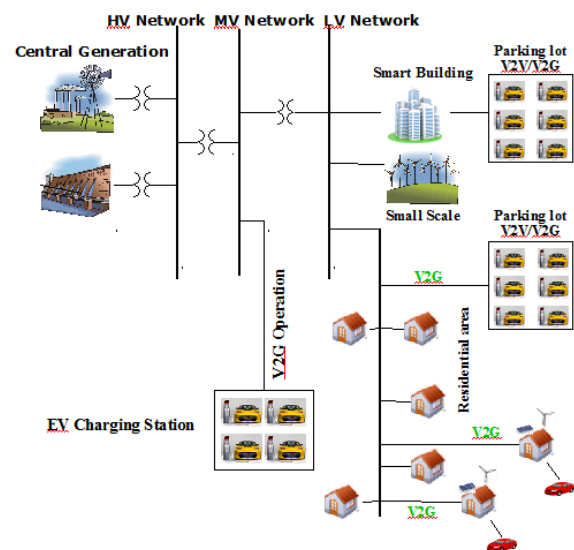 HV Network MV Network LV Network
Central Generation
Smart Building
Parking lot
V2V/V2G
Small Scale
Parking lot
V2V/V2G
V2G
V2G Operation
Residential area
EV Charging Station
V2G
V2G